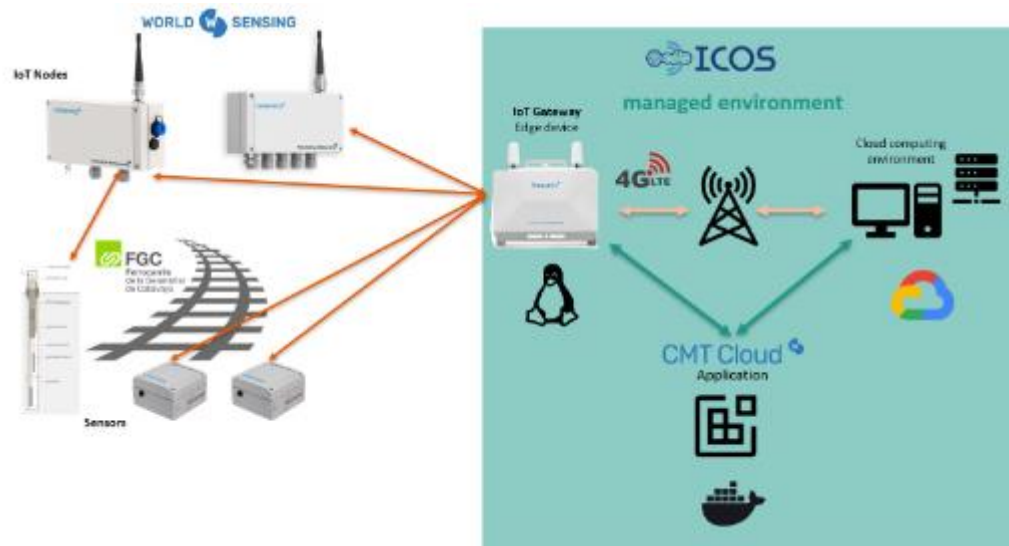 WORLD SENSING
IoT Nodes
FGC
Ferrocarrils
de la Generalitat
de Catalunya
Sensors
ICOS
managed environment
IoT Gateway
Edge device
4G LTE
Cloud computing
environment
CMT Cloud
Application